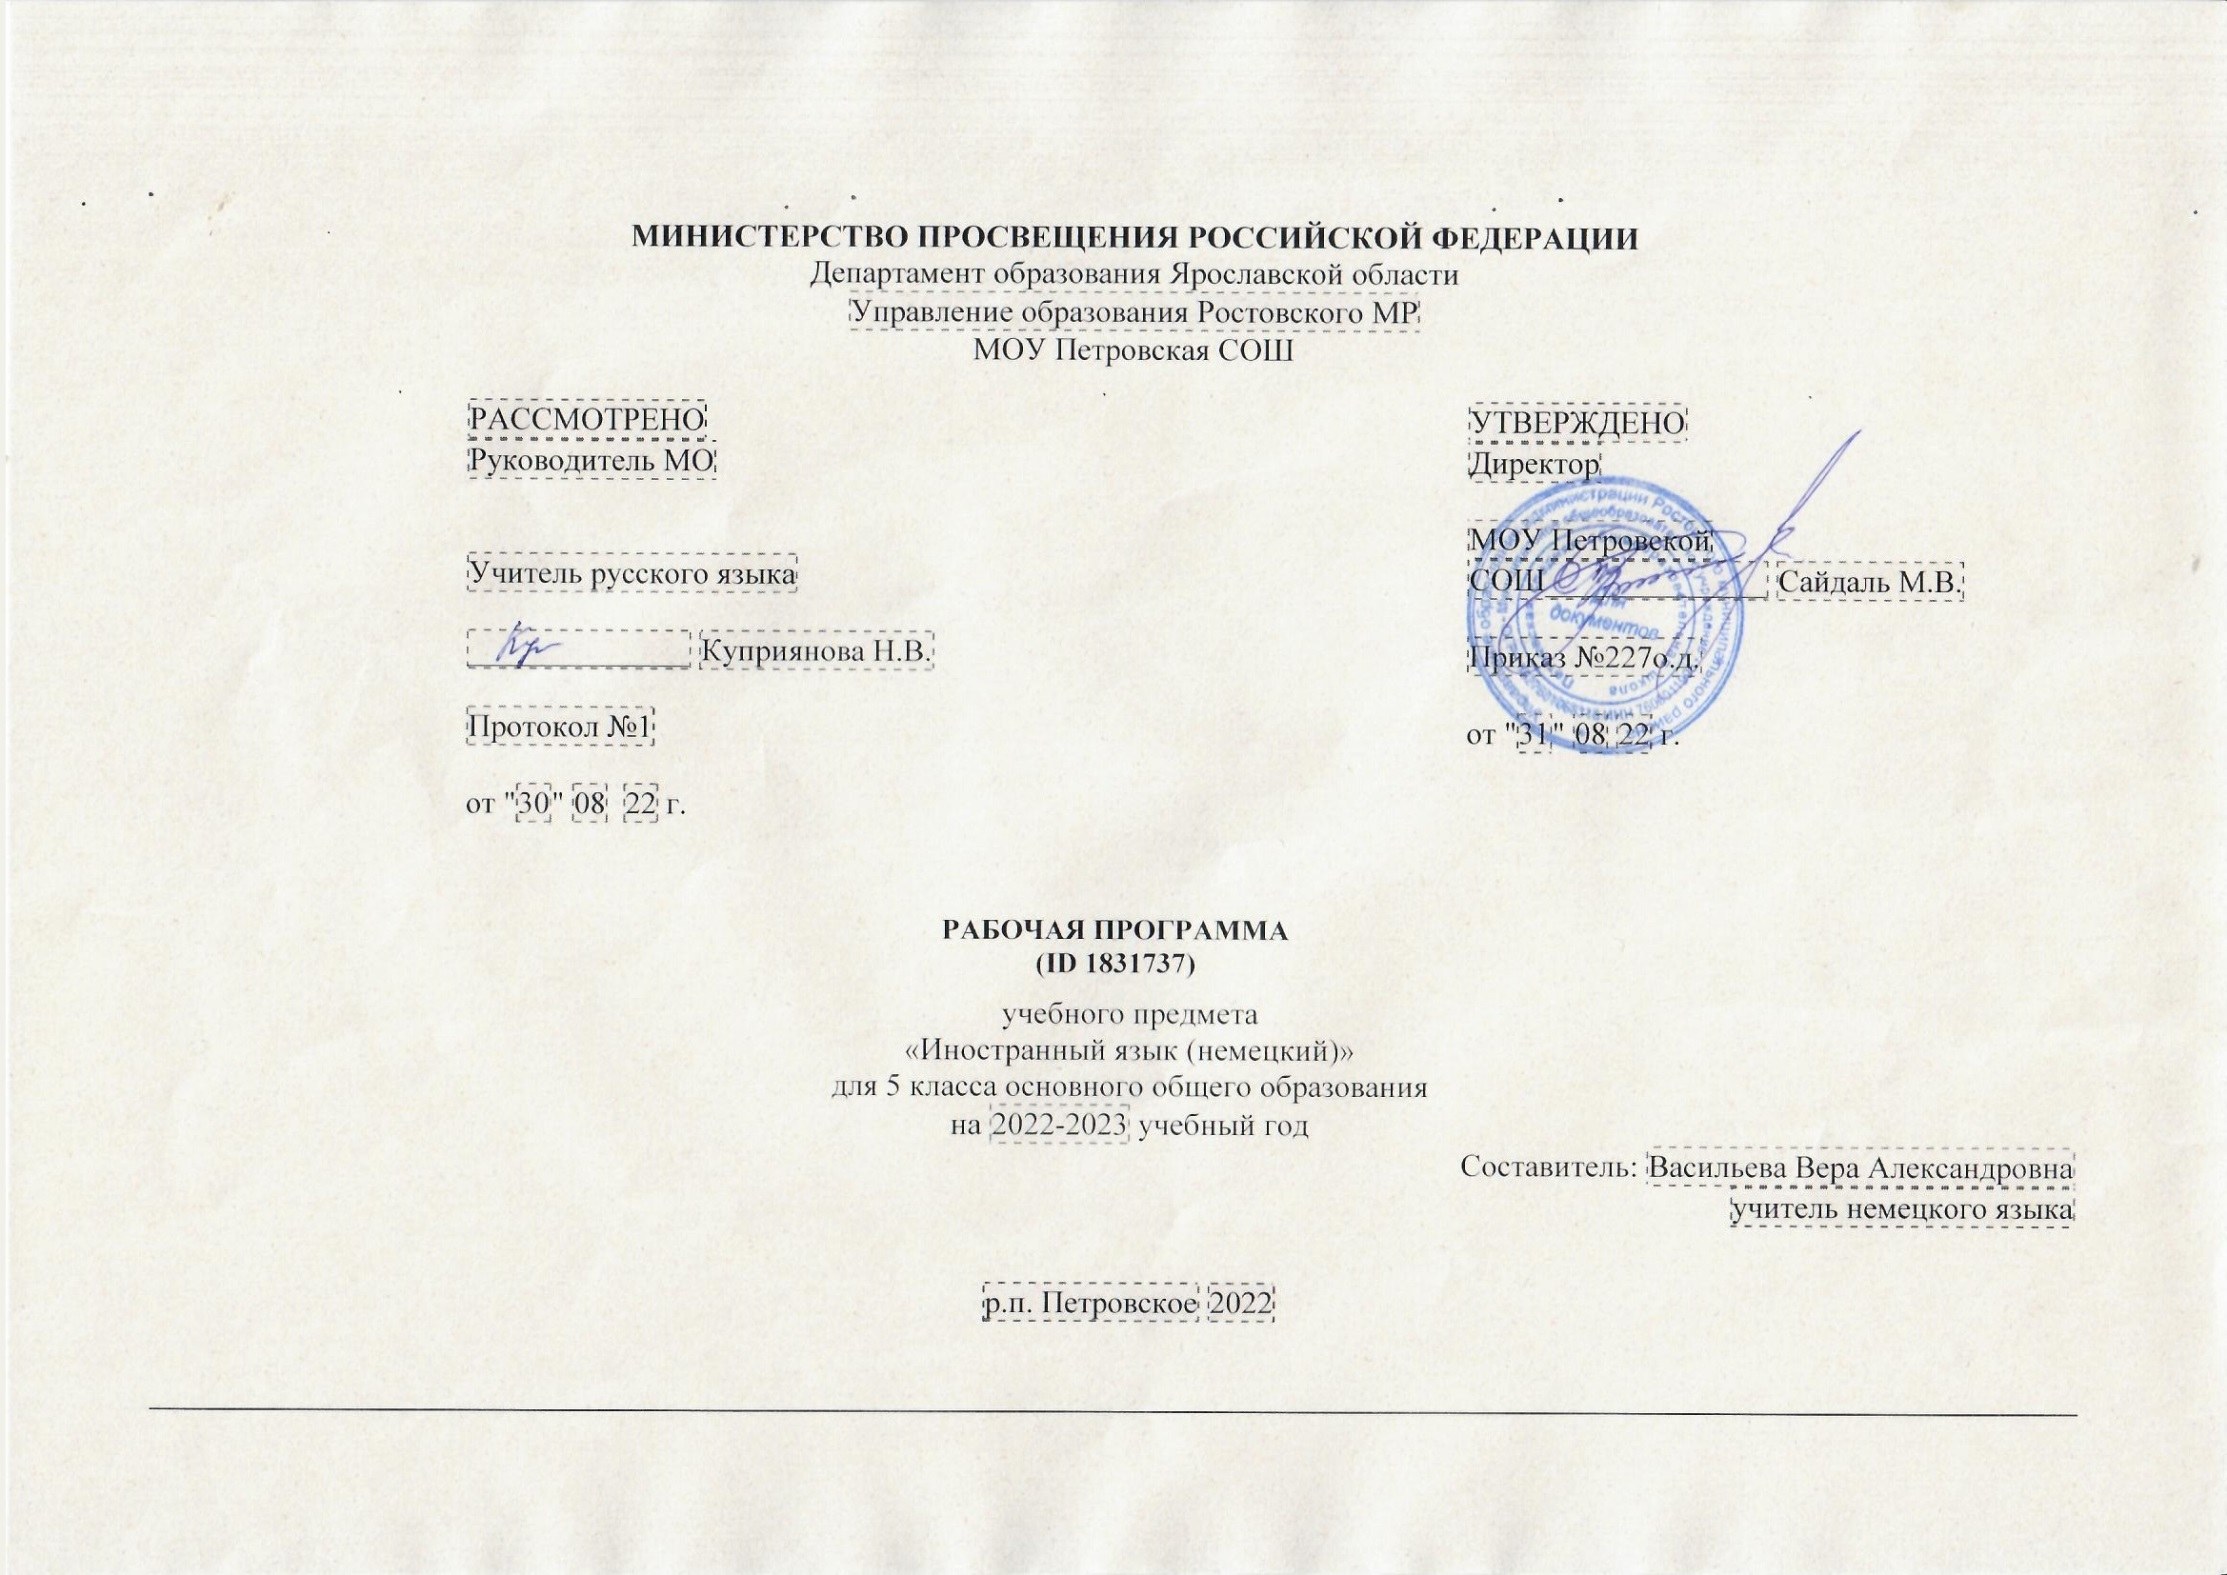 МИНИСТЕРСТВО ПРОСВЕЩЕНИЯ РОССИЙСКОЙ ФЕДЕРАЦИИ
Департамент образования Ярославской области
Управление образования Ростовского МР
МОУ Петровская СОШ
РАССМОТРЕНО
Руководитель МО
Учитель русского языка
Куприянова Н.В.
Протокол №1
от "30" 08 22 г.
УТВЕРЖДЕНО
Директор
МОУ Петровской
СОШ Сайдаль М.В.
Приказ №227о.д.
от "31" 08 22 г.
документов
РАБОЧАЯ ПРОГРАММА
(ID 1831737)
учебного предмета
«Иностранный язык (немецкий)»
для 5 класса основного общего образования
на 2022-2023 учебный год
Составитель: Васильева Вера Александровна
учитель немецкого языка
р.п. Петровское 2022